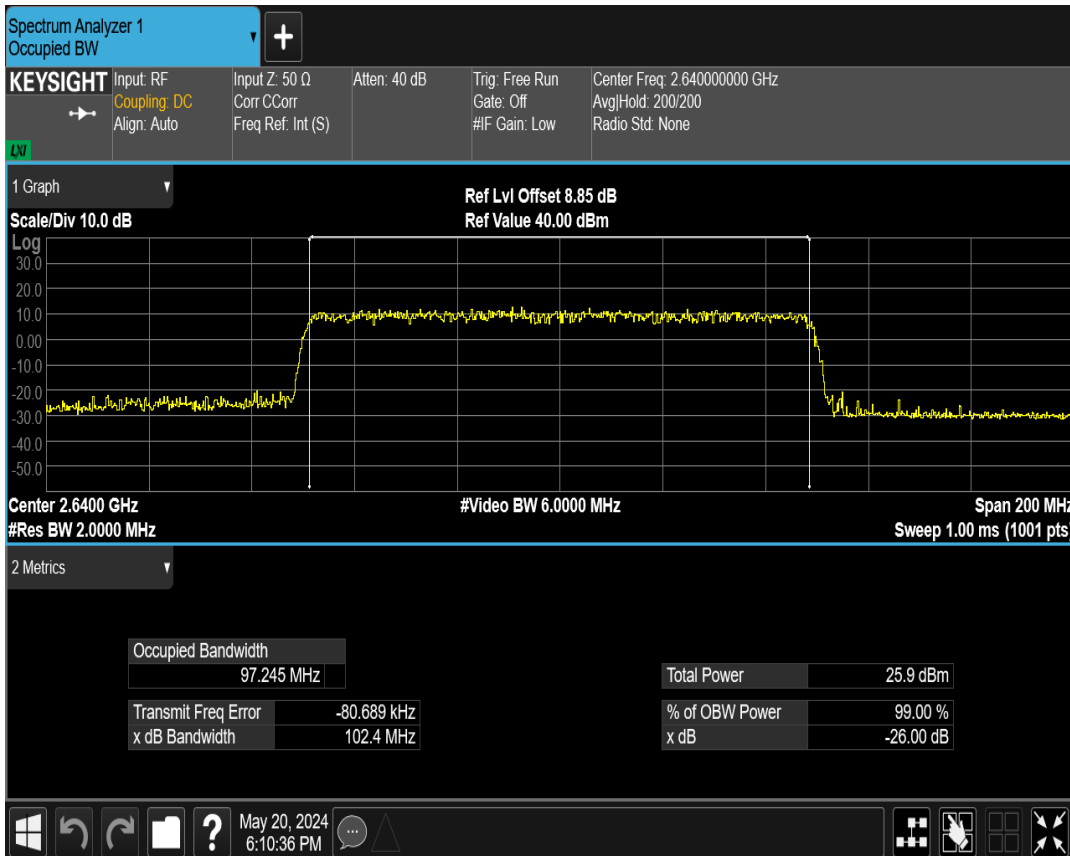 Spectrum Analyzer 1
Occupied BW
+
KEYSIGHT
LXI
Input: RF
Coupling: DC
Align: Auto
Input Z: 50 Ω
Corr CCorr
Freq Ref: Int (S)
Atten: 40 dB
Trig: Free Run
Gate: Off
#IF Gain: Low
Center Freq: 2.640000000 GHz
Avg|Hold: 200/200
Radio Std: None
1 Graph
Scale/Div 10.0 dB
Ref Lvl Offset 8.85 dB
Ref Value 40.00 dBm
Log
30.0
20.0
10.0
0.00
-10.0
-20.0
-30.0
-40.0
-50.0
Center 2.6400 GHz
#Video BW 6.0000 MHz
Span 200 MHz
#Res BW 2.0000 MHz
Sweep 1.00 ms (1001 pts)
2 Metrics
Occupied Bandwidth
97.245 MHz
Transmit Freq Error -80.689 kHz
x dB Bandwidth 102.4 MHz
Total Power 25.9 dBm
% of OBW Power 99.00 %
x dB -26.00 dB
?
May 20, 2024
6:10:36 PM